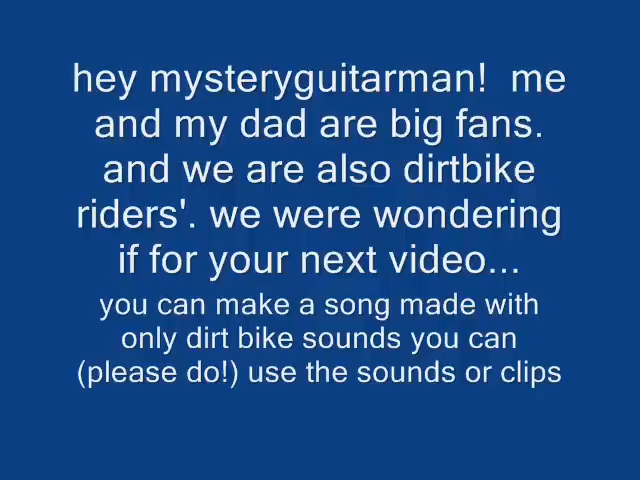 hey mysteryguitarman!  me
and my dad are big fans.
and we are also dirtbike
riders'. we were wondering
if for your next video...
you can make a song made with
only dirt bike sounds you can
(please do!) use the sounds or clips